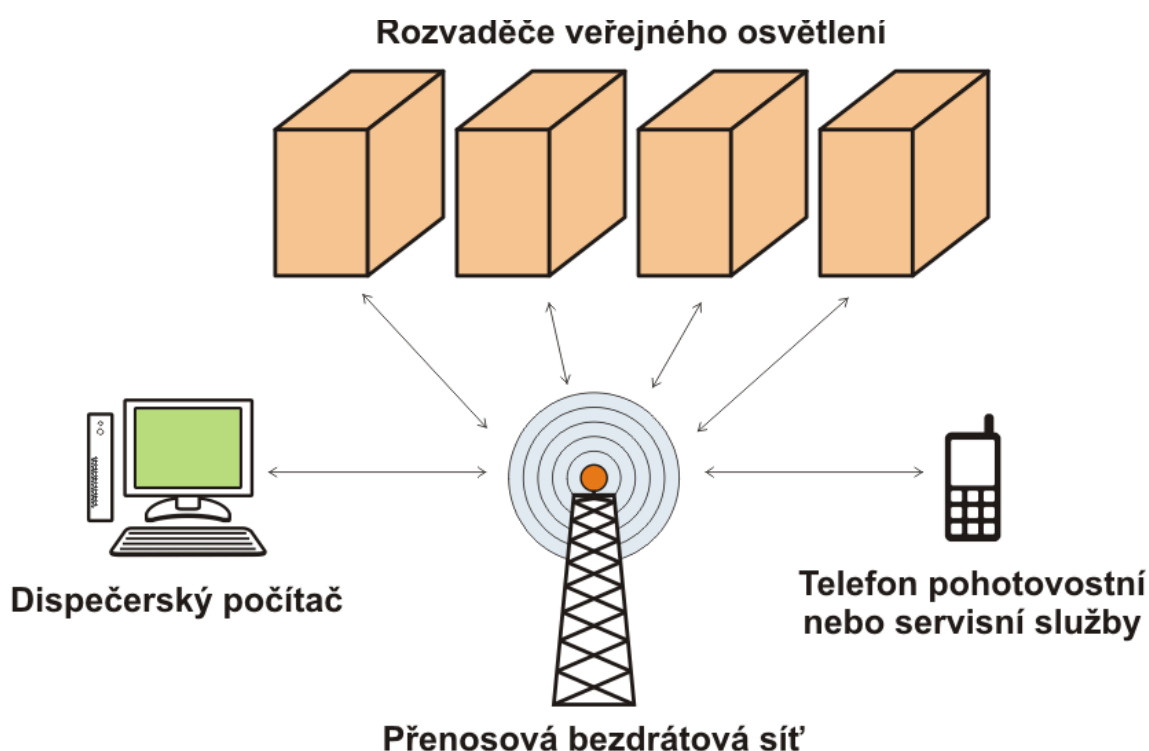 Rozvaděče veřejného osvětlení
Dispečerský počítač
Telefon pohotovostní
nebo servisní služby
Přenosová bezdrátová síť